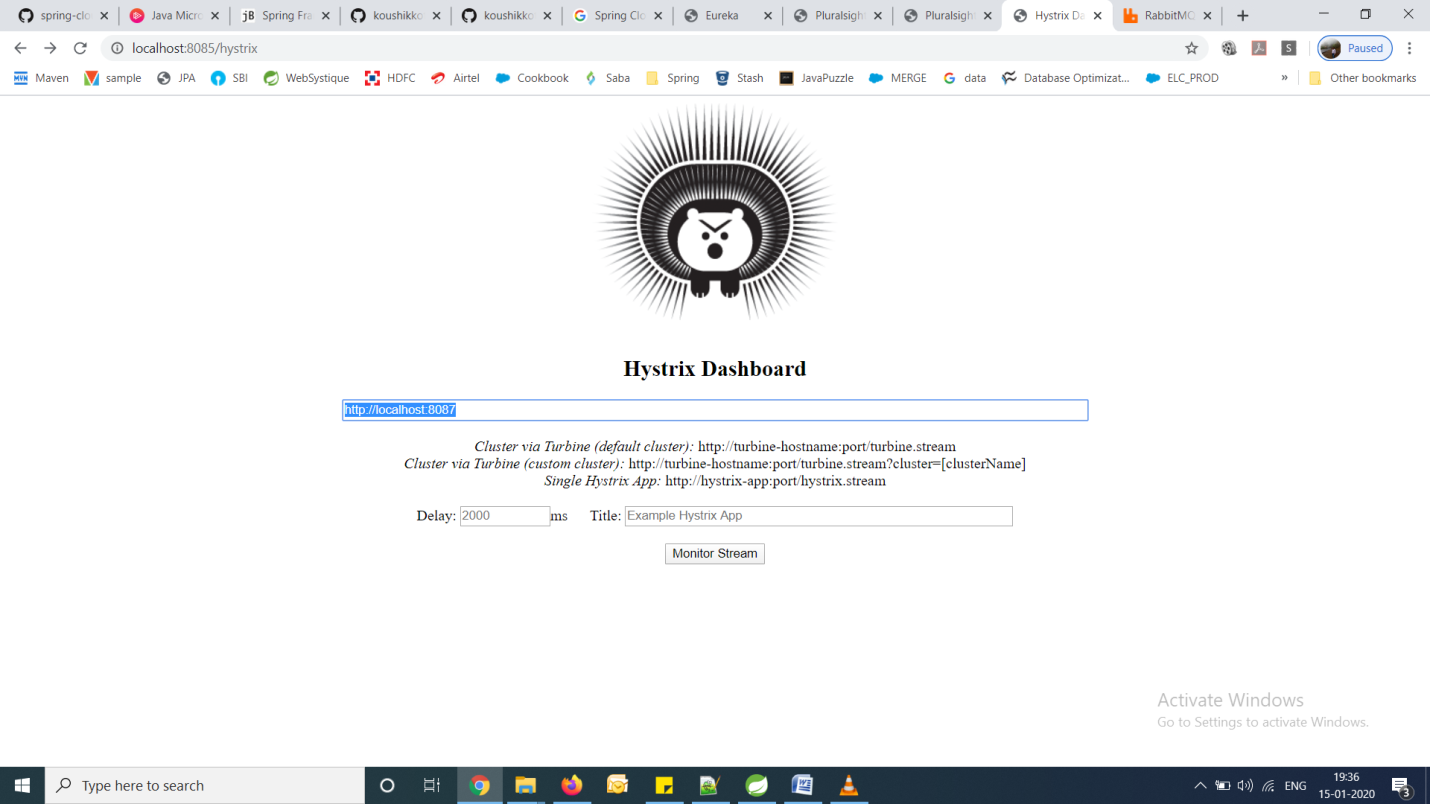 spring-clo
Java Micro
jB Spring Fra
koushikko
koushikko
Spring Clo
Eureka
Pluralsight
Pluralsight
Hystrix Da
RabbitMQ
localhost:8085/hystrix
S
Paused
MVN Maven
sample
JPA
SBI
WebSystique
HDFC
Airtel
Cookbook
Saba
Spring
Stash
JavaPuzzle
MERGE
data
Database Optimizat...
ELC_PROD
»
Other bookmarks
Hystrix Dashboard
http://localhost:8087
Cluster via Turbine (default cluster): http://turbine-hostname:port/turbine.stream
Cluster via Turbine (custom cluster): http://turbine-hostname:port/turbine.stream?cluster=[clusterName]
Single Hystrix App: http://hystrix-app:port/hystrix.stream
Delay: 2000 ms Title: Example Hystrix App
Monitor Stream
Activate Windows
Go to Settings to activate Windows.
Type here to search
ENG
19:36
15-01-2020
3